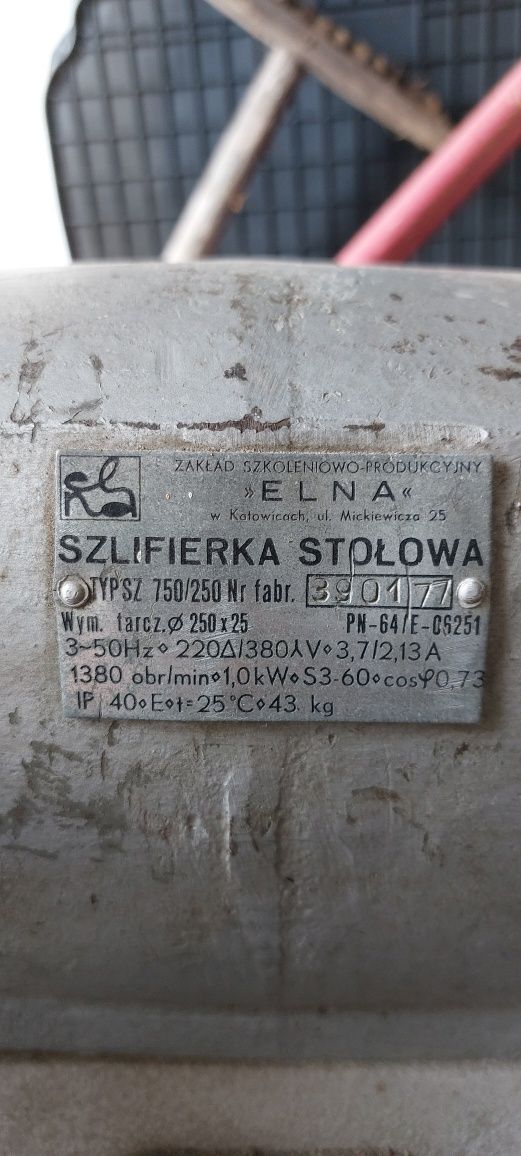 ZAKŁAD SZKOLENIOWO-PRODUKCYJNY
»ELNA«
w Katowicach, ul. Mickiewicza 25
SZLIFIERKA STOŁOWA
TYP SZ 750/250 Nr fabr. 390177
Wym. tarcz. ⌀ 250x25 PN-64/E-06251
3~50Hz⋄220Δ/380⅄V⋄3,7/2,13A
1380 obr/min⋄1,0kW⋄S3-60⋄cosφ0,73
IP 40⋄E⋄t=25°C⋄43 kg